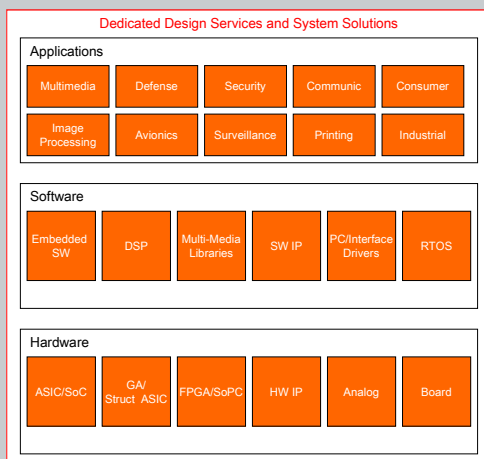 Dedicated Design Services and System Solutions
Applications
Multimedia
Defense
Security
Communic
Consumer
Image
Processing
Avionics
Surveillance
Printing
Industrial
Software
Embedded
SW
DSP
Multi-Media
Libraries
SW IP
PC/Interface
Drivers
RTOS
Hardware
ASIC/SoC
GA/
Struct ASIC
FPGA/SoPC
HW IP
Analog
Board